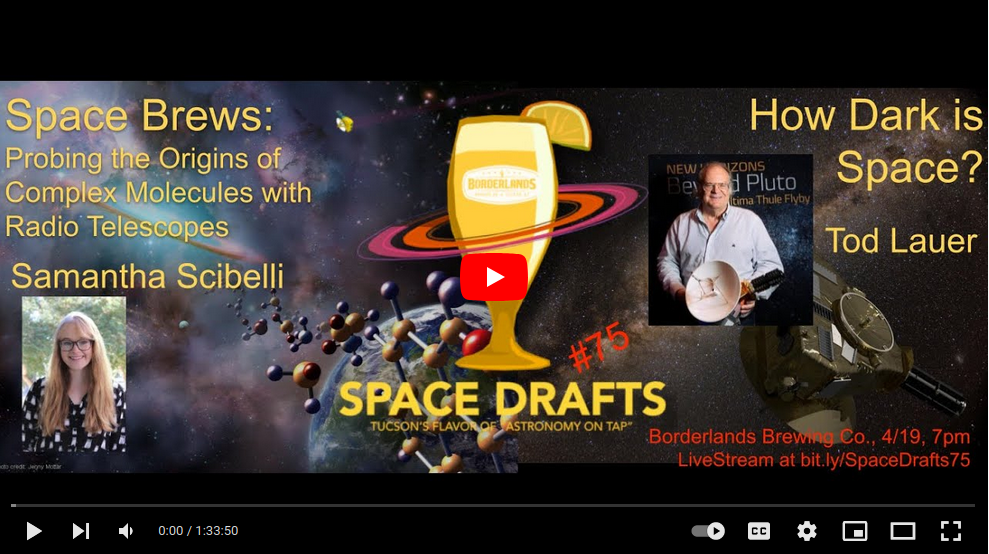 Space Brews:
Probing the Origins of
Complex Molecules with
Radio Telescopes
Samantha Scibelli
BORDERLANDS
How Dark is
Space?
NEW HORIZONS
Beyond Pluto
Ultima Thule Flyby
Tod Lauer
#75
SPACE DRAFTS
TUCSON'S FLAVOR OF "ASTRONOMY ON TAP"
Borderlands Brewing Co., 4/19, 7pm
LiveStream at bit.ly/SpaceDrafts75
0:00 / 1:33:50
CC